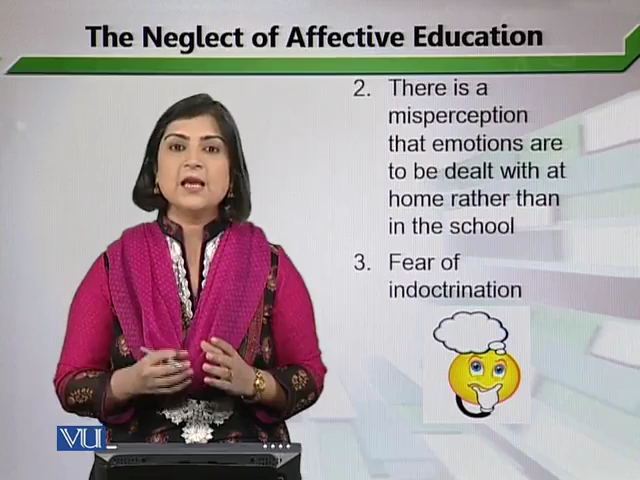 The Neglect of Affective Education
2. There is a
misperception
that emotions are
to be dealt with at
home rather than
in the school
3. Fear of
indoctrination
VU